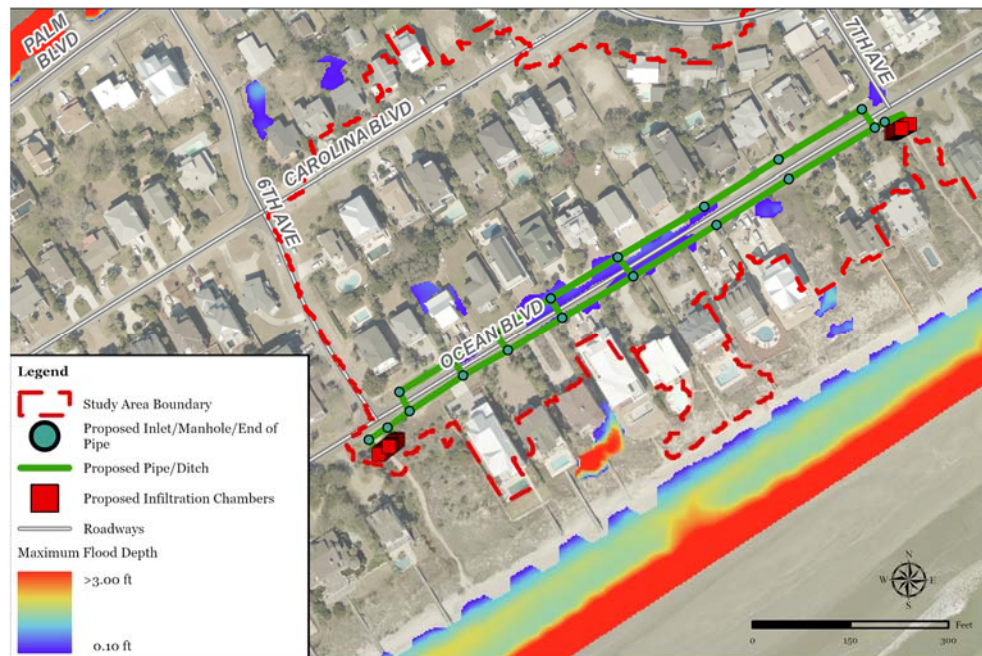 PALM
BLVD
7TH AVE
CAROLINA BLVD
6TH AVE
OCEAN BLVD
Legend
Study Area Boundary
Proposed Inlet/Manhole/End of
Pipe
Proposed Pipe/Ditch
Proposed Infiltration Chambers
Roadways
Maximum Flood Depth
>3.00 ft
0.10 ft
N
W
E
S
Feet
0
150
300